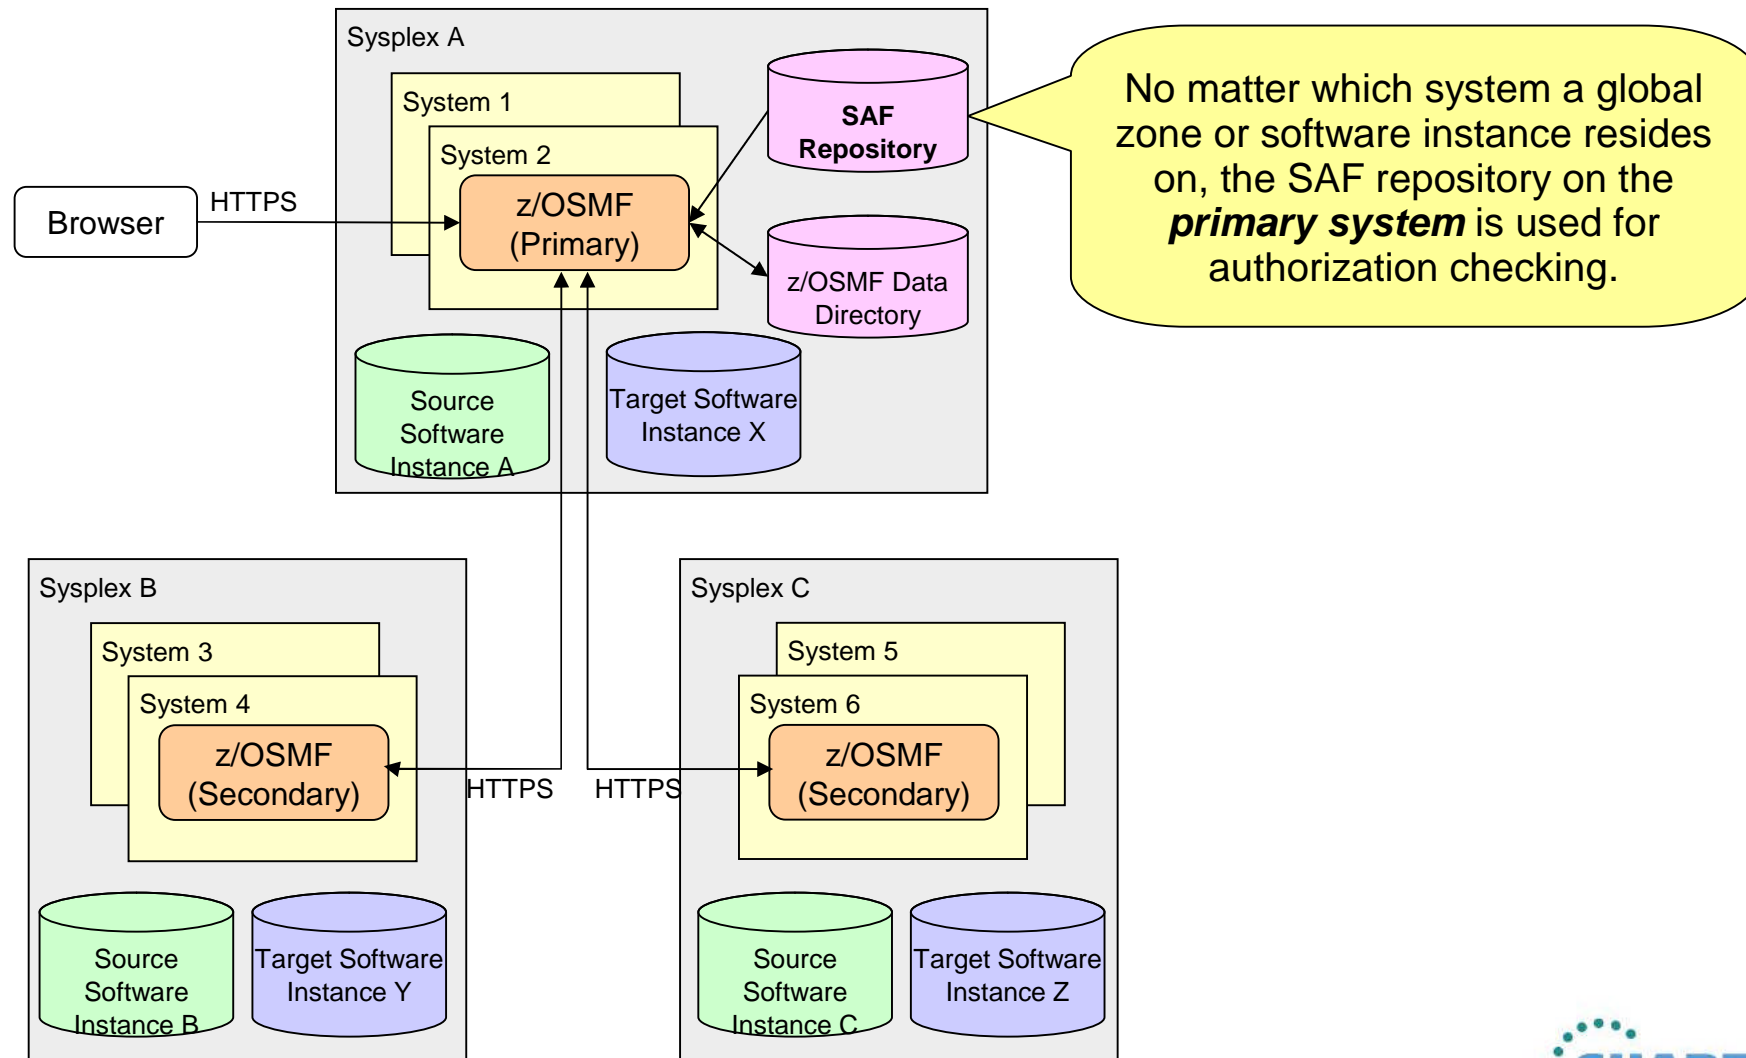 Sysplex A
System 1
System 2
z/OSMF
(Primary)
SAF
Repository
z/OSMF Data
Directory
No matter which system a global
zone or software instance resides
on, the SAF repository on the
primary system is used for
authorization checking.
Browser
HTTPS
Source
Software
Instance A
Target Software
Instance X
Sysplex B
System 3
System 4
z/OSMF
(Secondary)
HTTPS
HTTPS
Sysplex C
System 5
System 6
z/OSMF
(Secondary)
Source
Software
Instance B
Target Software
Instance Y
Source
Software
Instance C
Target Software
Instance Z